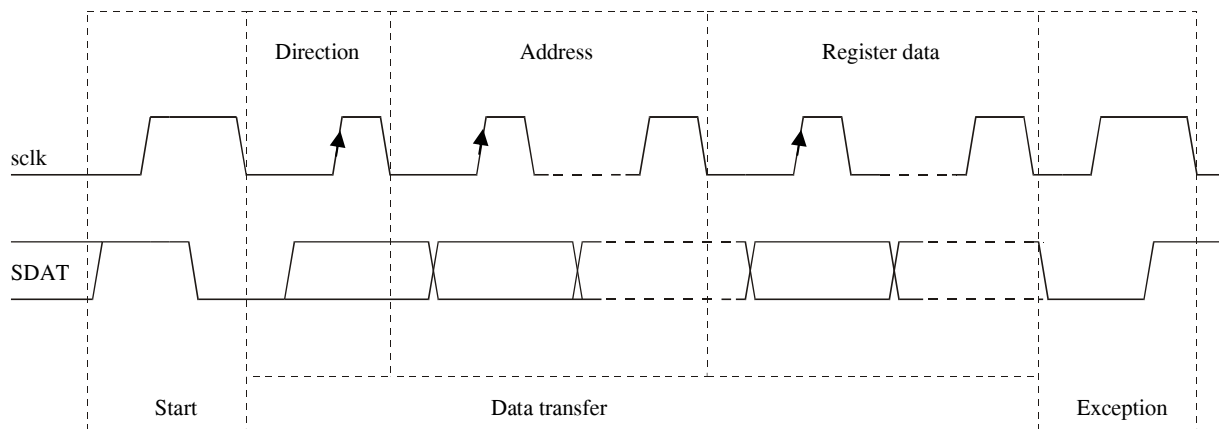 Direction
Address
Register data
sclk
SDAT
Start
Data transfer
Exception